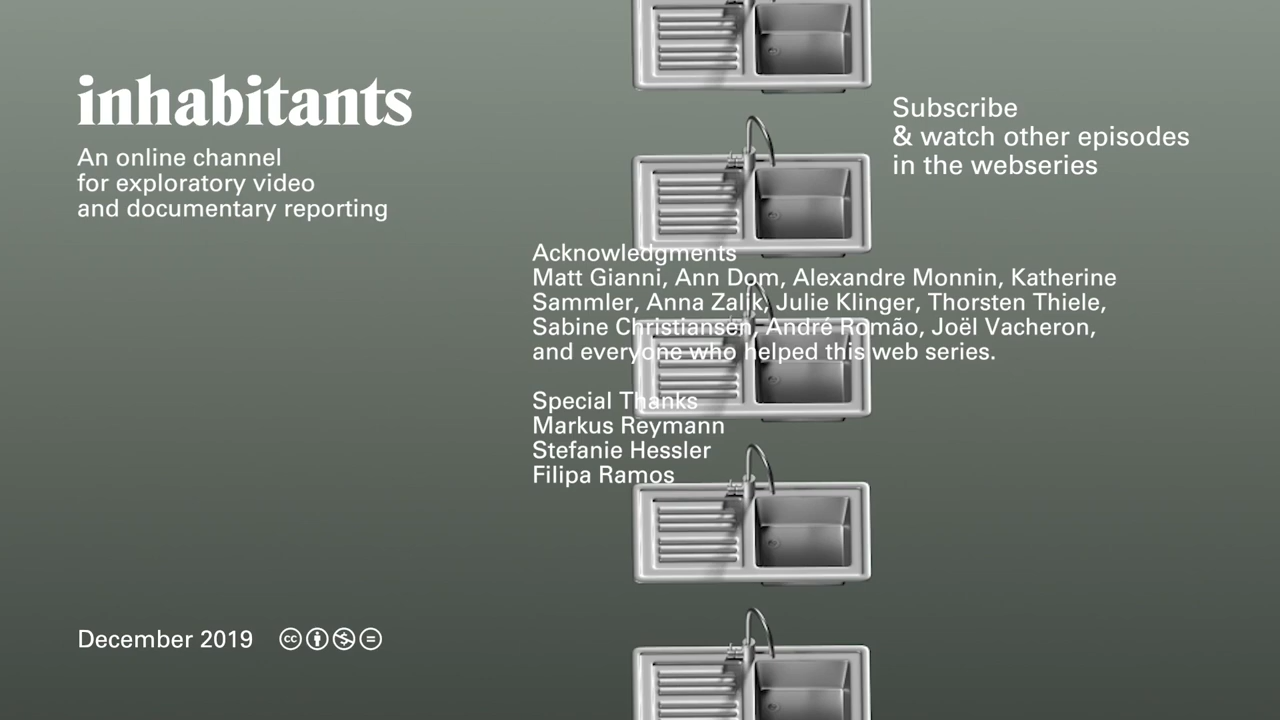 inhabitants
An online channel
for exploratory video
and documentary reporting
Subscribe
& watch other episodes
in the webseries
Acknowledgments
Matt Gianni, Ann Dom, Alexandre Monnin, Katherine
Sammler, Anna Zalik, Julie Klinger, Thorsten Thiele,
Sabine Christiansen, André Romão, Joël Vacheron,
and everyone who helped this web series.
Special Thanks
Markus Reymann
Stefanie Hessler
Filipa Ramos
December 2019